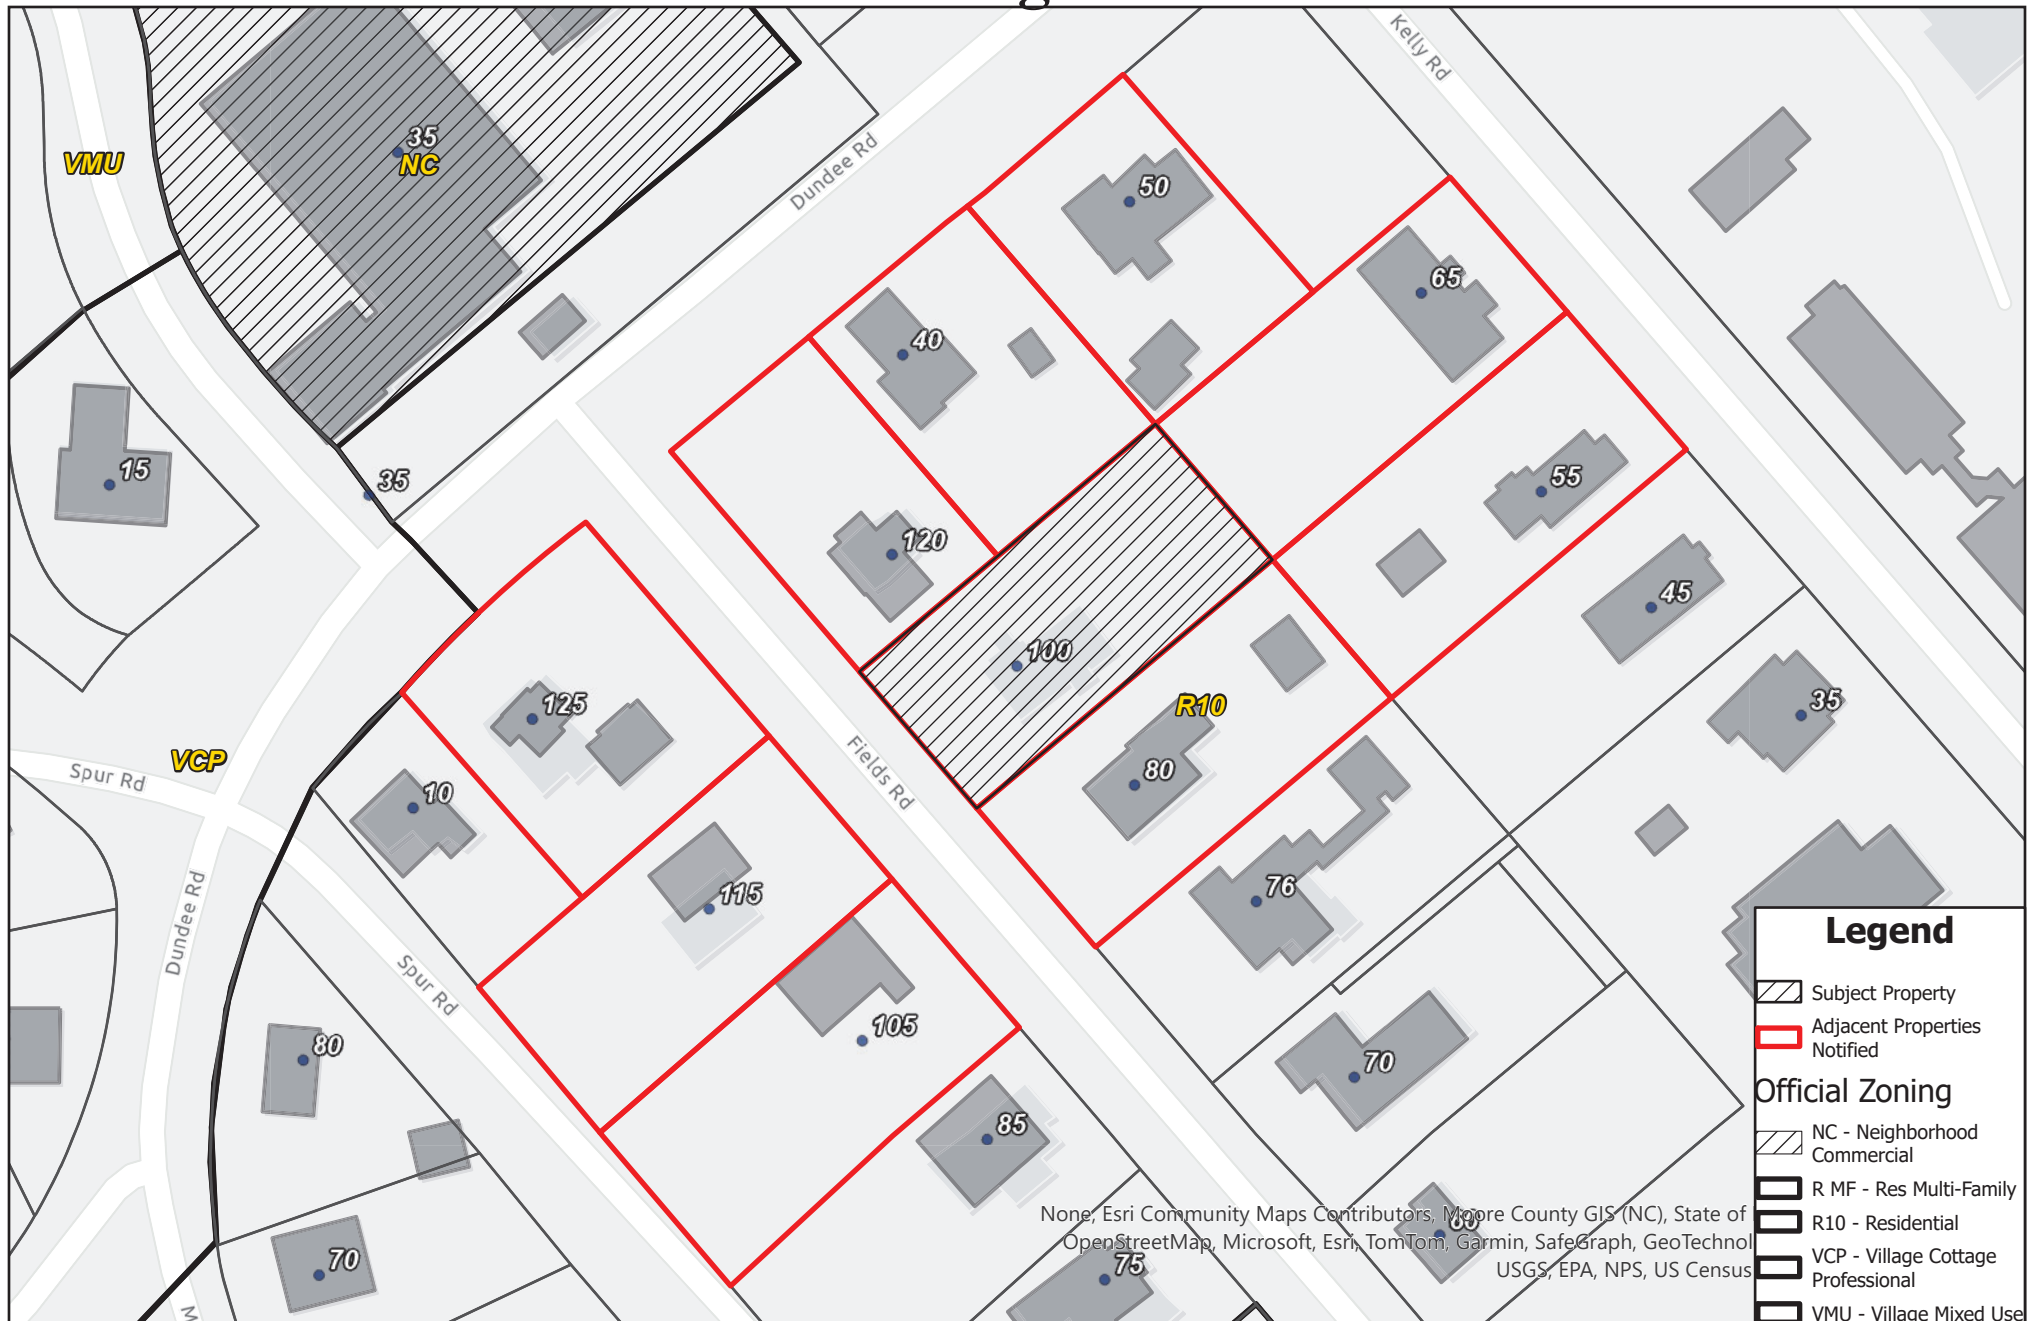 g
Kelly Rd
35
NC
VMU
Dundee Rd
50
65
40
15
35
55
120
45
100
35
125
R10
VCP
Spur Rd
Fields Rd
80
10
76
115
Dundee Rd
Spur Rd
105
80
70
85
60
75
70
M
None, Esri Community Maps Contributors, Moore County GIS (NC), State of
OpenStreetMap, Microsoft, Esri, TomTom, Garmin, SafeGraph, GeoTechnol
USGS, EPA, NPS, US Census
Legend
Subject Property
Adjacent Properties
Notified
Official Zoning
NC - Neighborhood
Commercial
R MF - Res Multi-Family
R10 - Residential
VCP - Village Cottage
Professional
VMU - Village Mixed Use